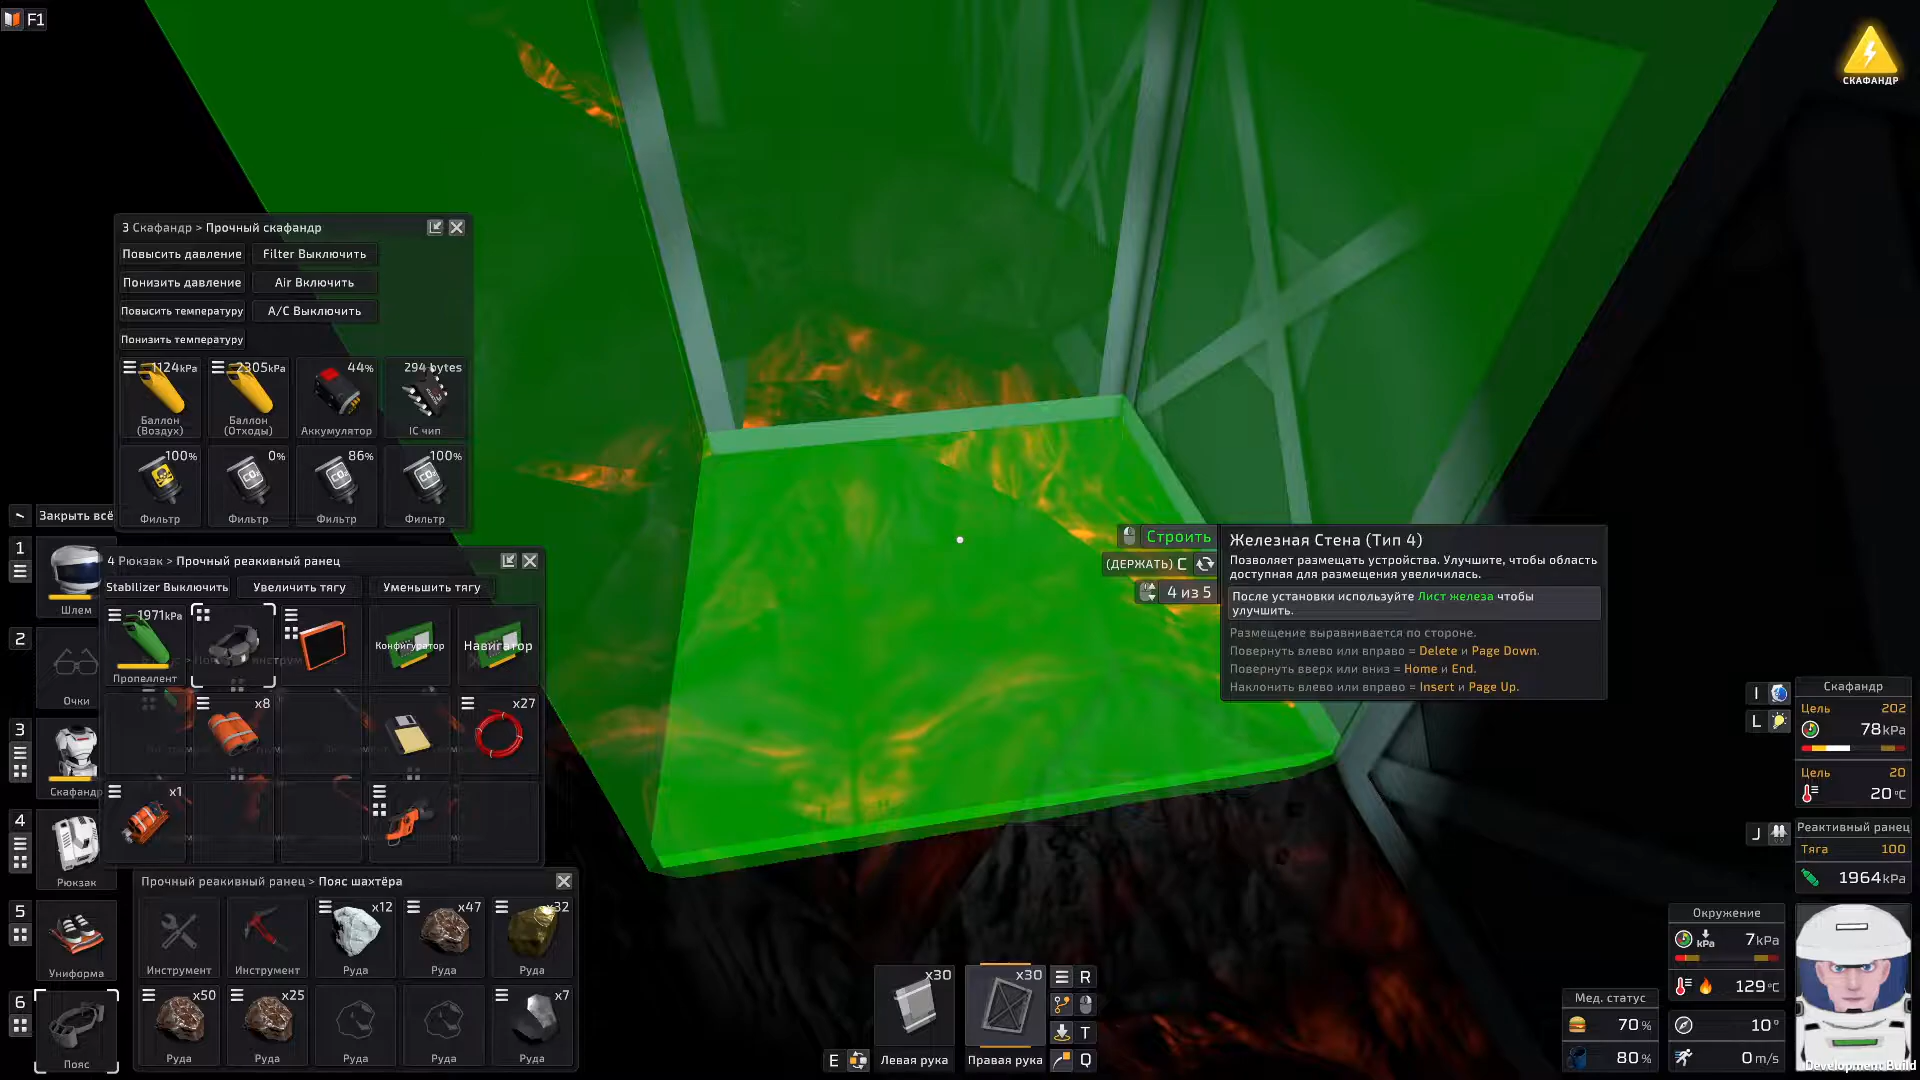 F1
СКАФАНДР
3 Скафандр > Прочный скафандр
Повысить давление
Filter Выключить
Понизить давление
Air Включить
Повысить температуру
A/C Выключить
Понизить температуру
1124kPa
Баллон
(Воздух)
2305kPa
Баллон
(Отходы)
44%
Аккумулятор
294 bytes
IC чип
100%
Фильтр
0%
Фильтр
86%
Фильтр
100%
Фильтр
~
Закрыть всё
1
Шлем
2
Очки
3
Скафандр
4
Рюкзак
5
Униформа
6
Пояс
4 Рюкзак > Прочный реакивный ранец
Stabilizer Выключить
Увеличить тягу
Уменьшить тягу
1971kPa
Пропеллент
Конфигуратор
Навигатор
x8
x27
x1
Прочный реакивный ранец > Пояс шахтёра
Инструмент
Инструмент
x12
Руда
x47
Руда
x32
Руда
x50
Руда
x25
Руда
Руда
Руда
x7
Руда
Строить
(ДЕРЖАТЬ) C
4 из 5
Железная Стена (Тип 4)
Позволяет размещать устройства. Улучшите, чтобы область
доступная для размещения увеличилась.
После установки используйте Лист железа чтобы
улучшить.
Размещение выравнивается по стороне.
Повернуть влево или вправо = Delete и Page Down.
Повернуть вверх или вниз = Home и End.
Наклонить влево или вправо = Insert и Page Up.
x30
Левая рука
x30
Правая рука
E
R
T
Q
I
L
J
Скафандр
Цель 202
78kPa
Цель 20
20°C
Реактивный ранец
Тяга 100
1964kPa
Окружение
kPa
7kPa
129°C
Мед. статус
70%
80%
10°
0m/s
Development Build